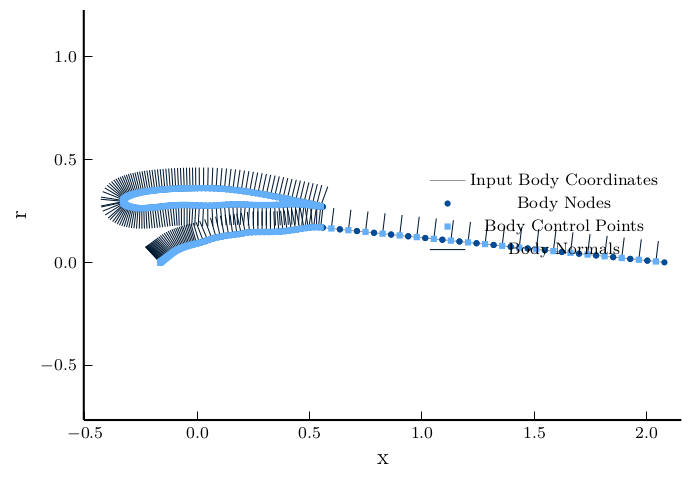 1.0
0.5
r
0.0
−0.5
Input Body Coordinates
Body Nodes
Body Control Points
Body Normals
−0.5 0.0 0.5 1.0 1.5 2.0
x